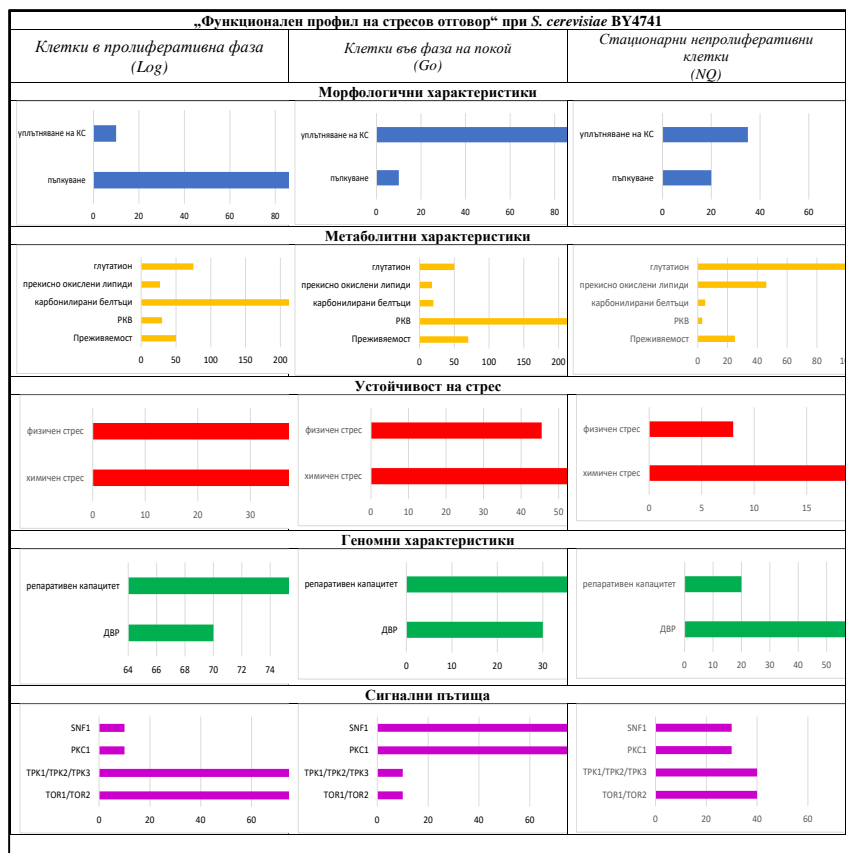 „Функционален профил на стресов отговор“ при S. cerevisiae BY4741
Клетки в пролиферативна фаза
(Log)
Клетки във фаза на покой
(Go)
Стационарни непролиферативни
клетки
(NQ)
Морфологични характеристики
уплътняване на КС
пъпкуване
0 20 40 60 80
уплътняване на КС
пъпкуване
0 20 40 60 80
уплътняване на КС
пъпкуване
0 20 40 60
Метаболитни характеристики
глутатион
прекисно окислени липиди
карбонилирани белтъци
РКВ
Преживяемост
0 50 100 150 200
глутатион
прекисно окислени липиди
карбонилирани белтъци
РКВ
Преживяемост
0 50 100 150 200
глутатион
прекисно окислени липиди
карбонилирани белтъци
РКВ
Преживяемост
0 20 40 60 80
Устойчивост на стрес
физичен стрес
химичен стрес
0 10 20 30
физичен стрес
химичен стрес
0 10 20 30 40 50
физичен стрес
химичен стрес
0 5 10 15
Геномни характеристики
репаративен капацитет
ДВР
64 66 68 70 72 74
репаративен капацитет
ДВР
0 10 20 30
репаративен капацитет
ДВР
0 10 20 30 40 50
Сигнални пътища
SNF1
PKC1
TPK1/TPK2/TPK3
TOR1/TOR2
0 20 40 60
SNF1
PKC1
TPK1/TPK2/TPK3
TOR1/TOR2
0 20 40 60
SNF1
PKC1
TPK1/TPK2/TPK3
TOR1/TOR2
0 20 40 60